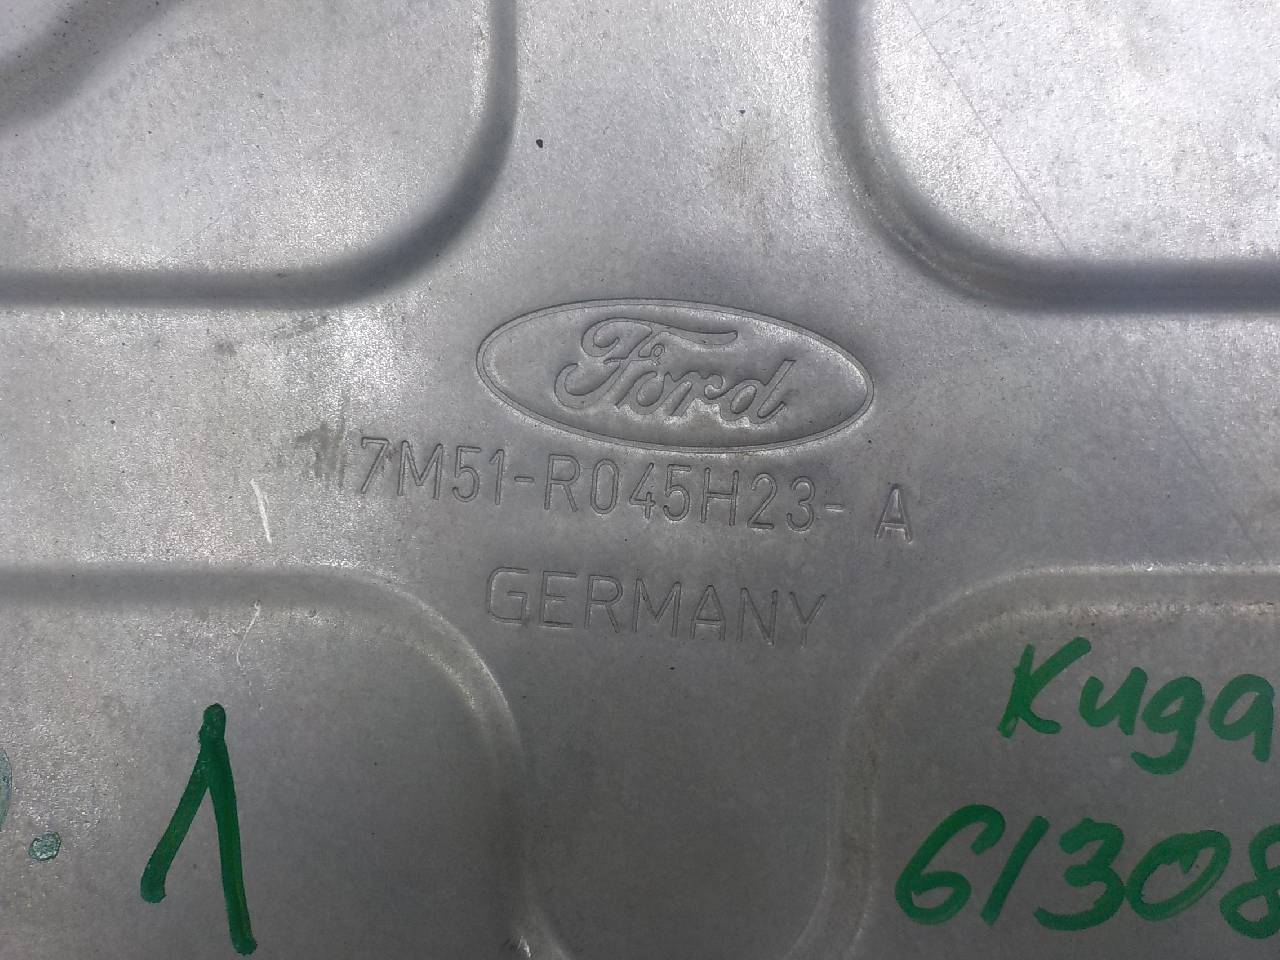 Ford
7M51-R045H23- A
GERMANY
Kuga
1
61308